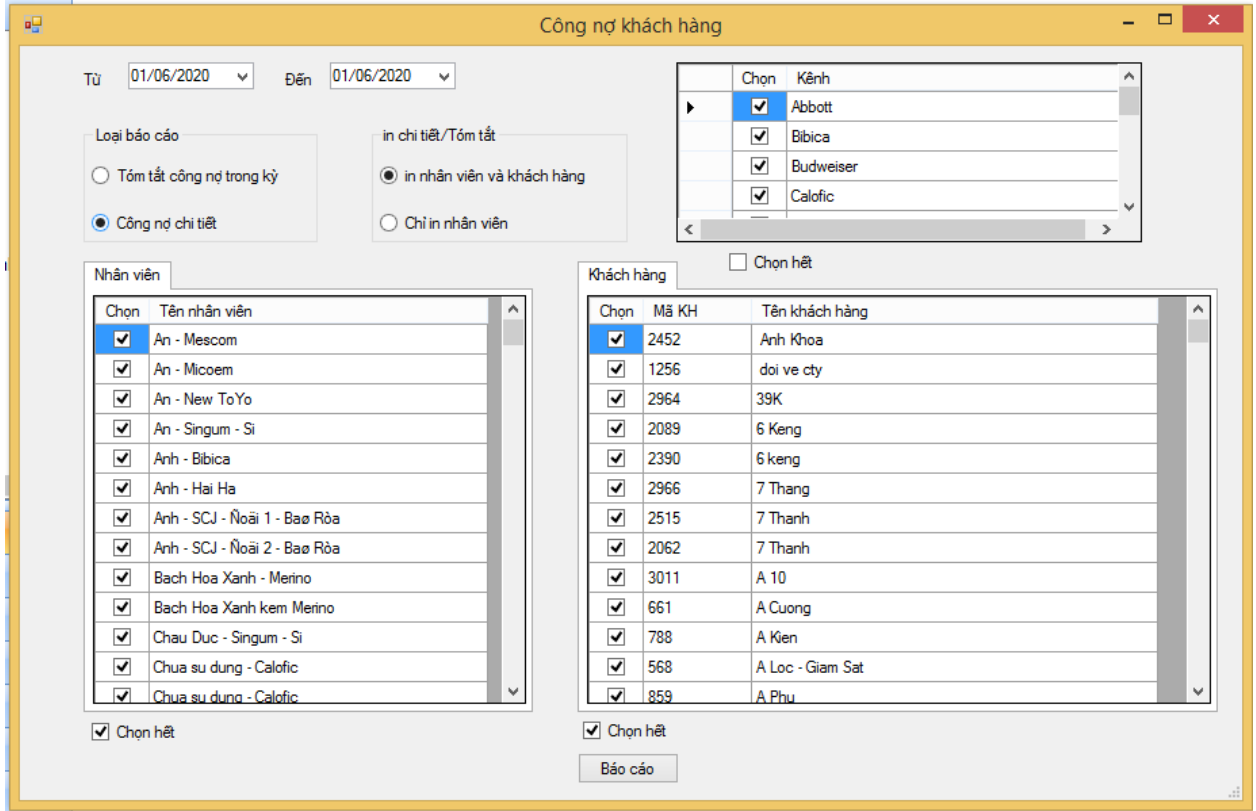 Công nợ khách hàng
Từ 01/06/2020 Đến 01/06/2020
Chọn Kênh
Abbott
Bibica
Budweiser
Calofic
Chọn hết
Loại báo cáo
Tóm tắt công nợ trong kỳ
Công nợ chi tiết
in chi tiết/Tóm tắt
in nhân viên và khách hàng
Chỉ in nhân viên
Nhân viên
Chọn Tên nhân viên
An - Mescom
An - Micoem
An - New ToYo
An - Singum - Si
Anh - Bibica
Anh - Hai Ha
Anh - SCJ - Ñoäi 1 - Baø Ròa
Anh - SCJ - Ñoäi 2 - Baø Ròa
Bach Hoa Xanh - Merino
Bach Hoa Xanh kem Merino
Chau Duc - Singum - Si
Chua su dung - Calofic
Chua su dung - Calofic
Chọn hết
Khách hàng
Chọn Mã KH Tên khách hàng
2452 Anh Khoa
1256 doi ve cty
2964 39K
2089 6 Keng
2390 6 keng
2966 7 Thang
2515 7 Thanh
2062 7 Thanh
3011 A 10
661 A Cuong
788 A Kien
568 A Loc - Giam Sat
859 A Phu
Chọn hết
Báo cáo